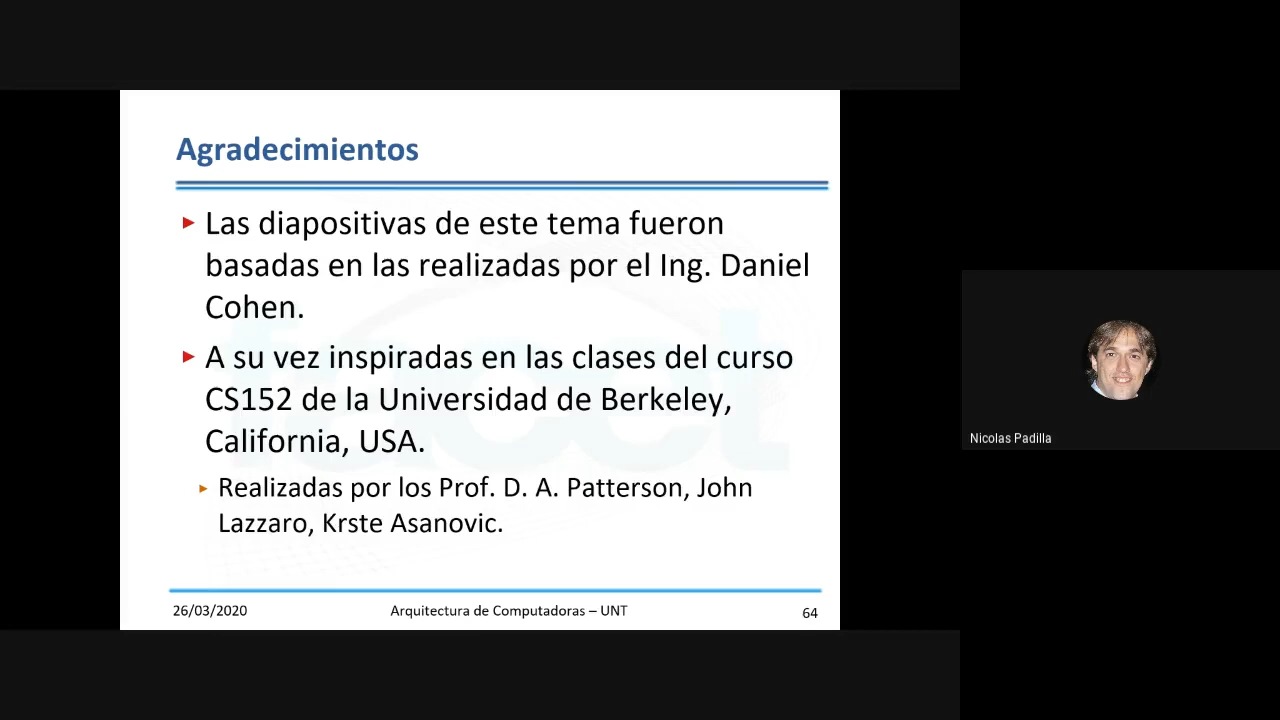 Agradecimientos
Las diapositivas de este tema fueron
basadas en las realizadas por el Ing. Daniel
Cohen.
A su vez inspiradas en las clases del curso
CS152 de la Universidad de Berkeley,
California, USA.
Realizadas por los Prof. D. A. Patterson, John
Lazzaro, Krste Asanovic.
26/03/2020 Arquitectura de Computadoras – UNT 64
Nicolas Padilla